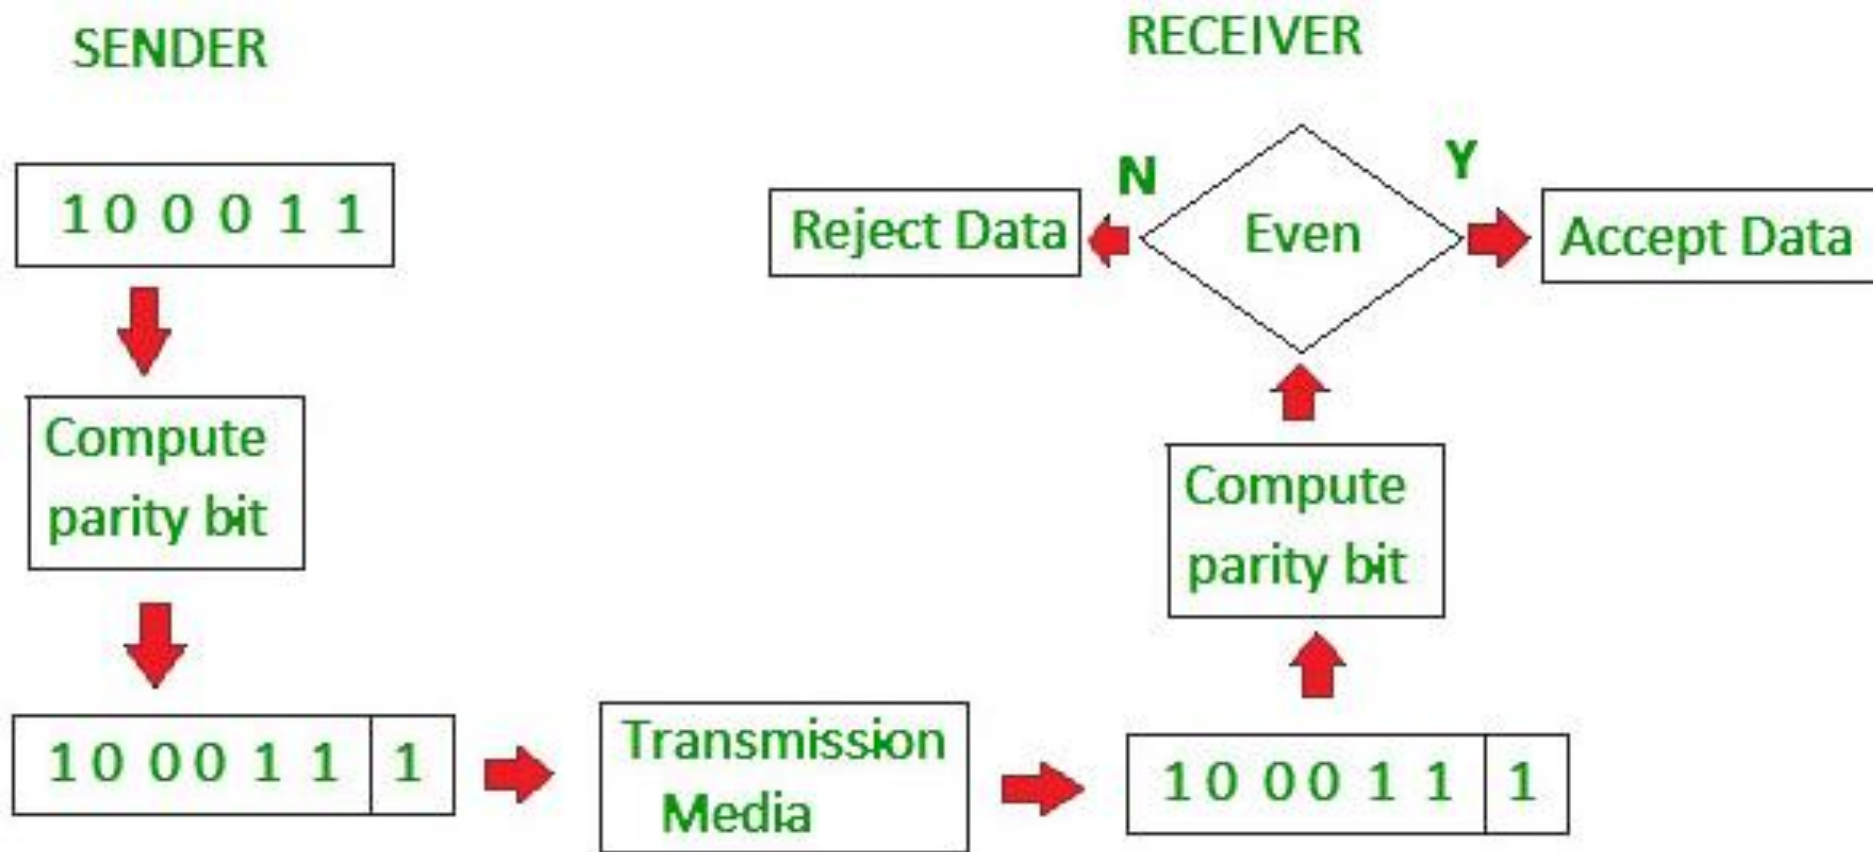 SENDER
RECEIVER
1 0 0 0 1 1
N
Y
Reject Data
Even
Accept Data
Compute
parity bit
Compute
parity bit
1 0 0 0 1 1 1
Transmission
Media
1 0 0 0 1 1 1